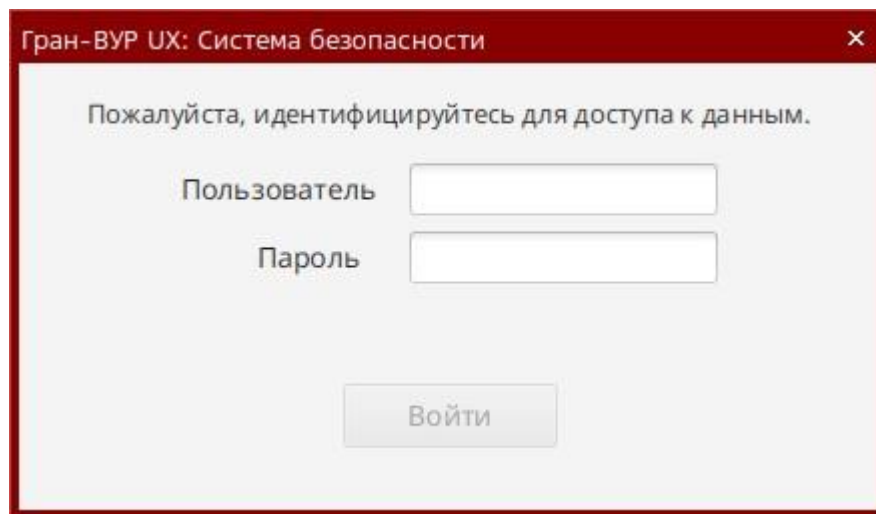 Гран-ВУР UX: Система безопасности ×
Пожалуйста, идентифицируйтесь для доступа к данным.
Пользователь
Пароль
Войти